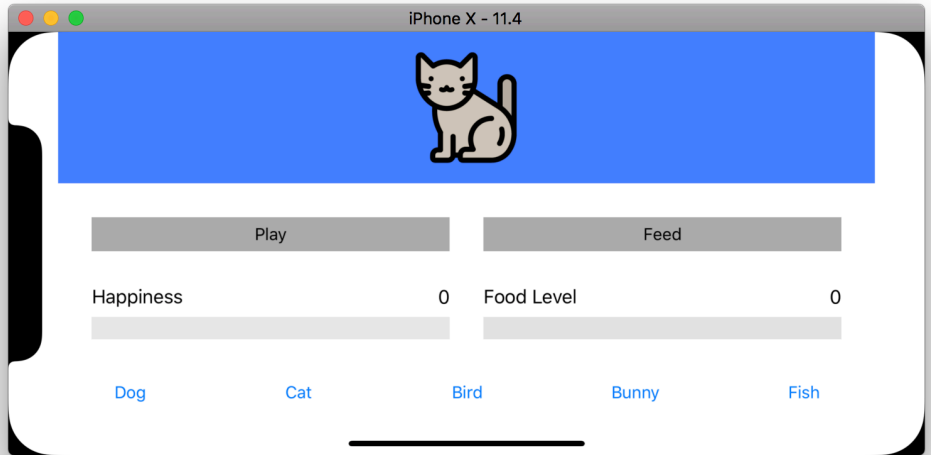 iPhone X - 11.4
Play Feed
Happiness 0 Food Level 0
Dog Cat Bird Bunny Fish